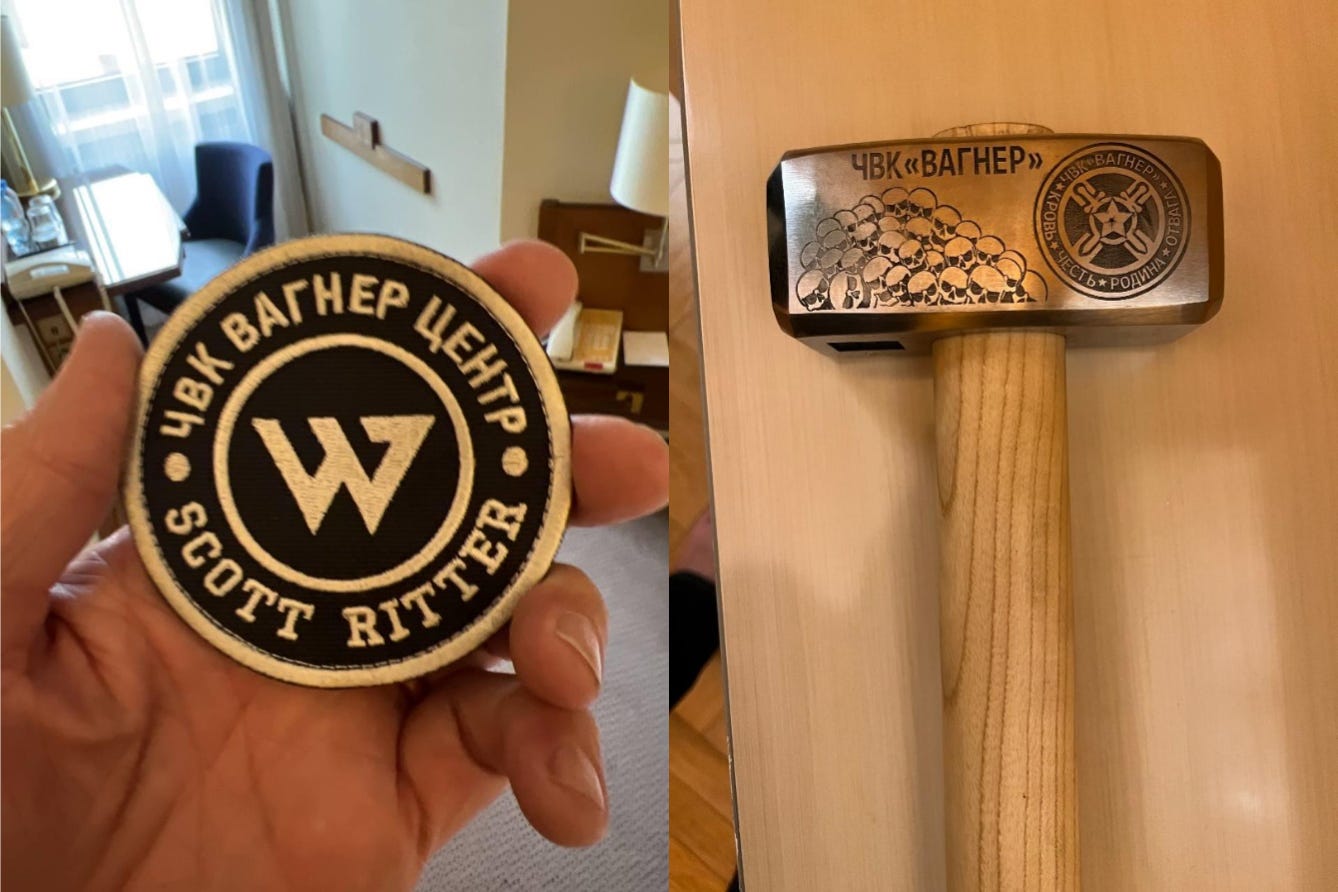 ЧВК ВАГНЕР ЦЕНТР
W
SCOTT RITTER
ЧВК «ВАГНЕР»
ЧВК «ВАГНЕР»
КРОВЬ ★ ЧЕСТЬ ★ РОДИНА ★ ОТВАГА